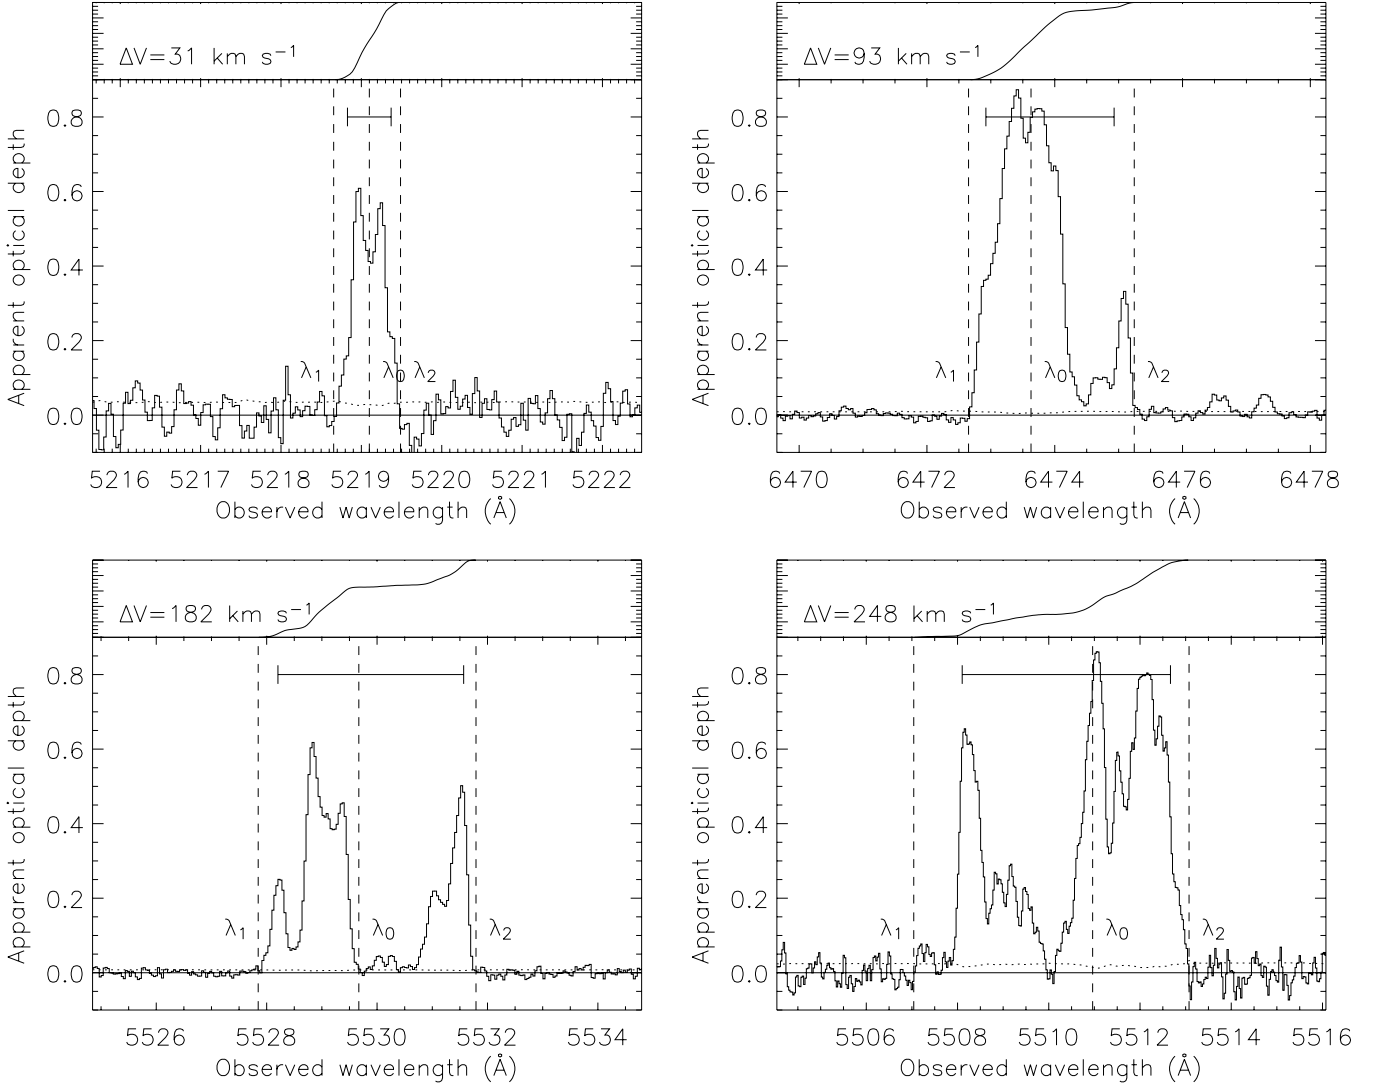 ΔV=31 km s⁻¹
Apparent optical depth
0.8
0.6
0.4
0.2
0.0
λ₁ λ₀ λ₂
5216 5217 5218 5219 5220 5221 5222
Observed wavelength (Å)
ΔV=93 km s⁻¹
Apparent optical depth
0.8
0.6
0.4
0.2
0.0
λ₁ λ₀ λ₂
6470 6472 6474 6476 6478
Observed wavelength (Å)
ΔV=182 km s⁻¹
Apparent optical depth
0.8
0.6
0.4
0.2
0.0
λ₁ λ₀ λ₂
5526 5528 5530 5532 5534
Observed wavelength (Å)
ΔV=248 km s⁻¹
Apparent optical depth
0.8
0.6
0.4
0.2
0.0
λ₁ λ₀ λ₂
5506 5508 5510 5512 5514 5516
Observed wavelength (Å)